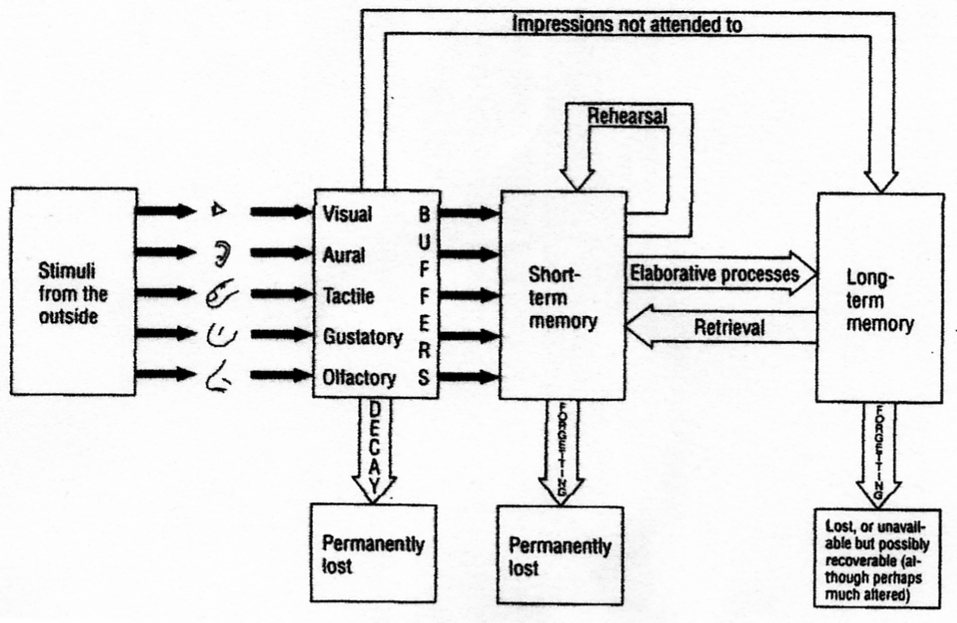 Impressions not attended to
Rehearsal
Stimuli
from the
outside
Visual
Aural
Tactile
Gustatory
Olfactory
BUFFERS
Short-
term
memory
Elaborative processes
Retrieval
Long-
term
memory
DECAY
FORGETTING
FORGETTING
Permanently
lost
Permanently
lost
Lost, or unavail-
able but possibly
recoverable (al-
though perhaps
much altered)